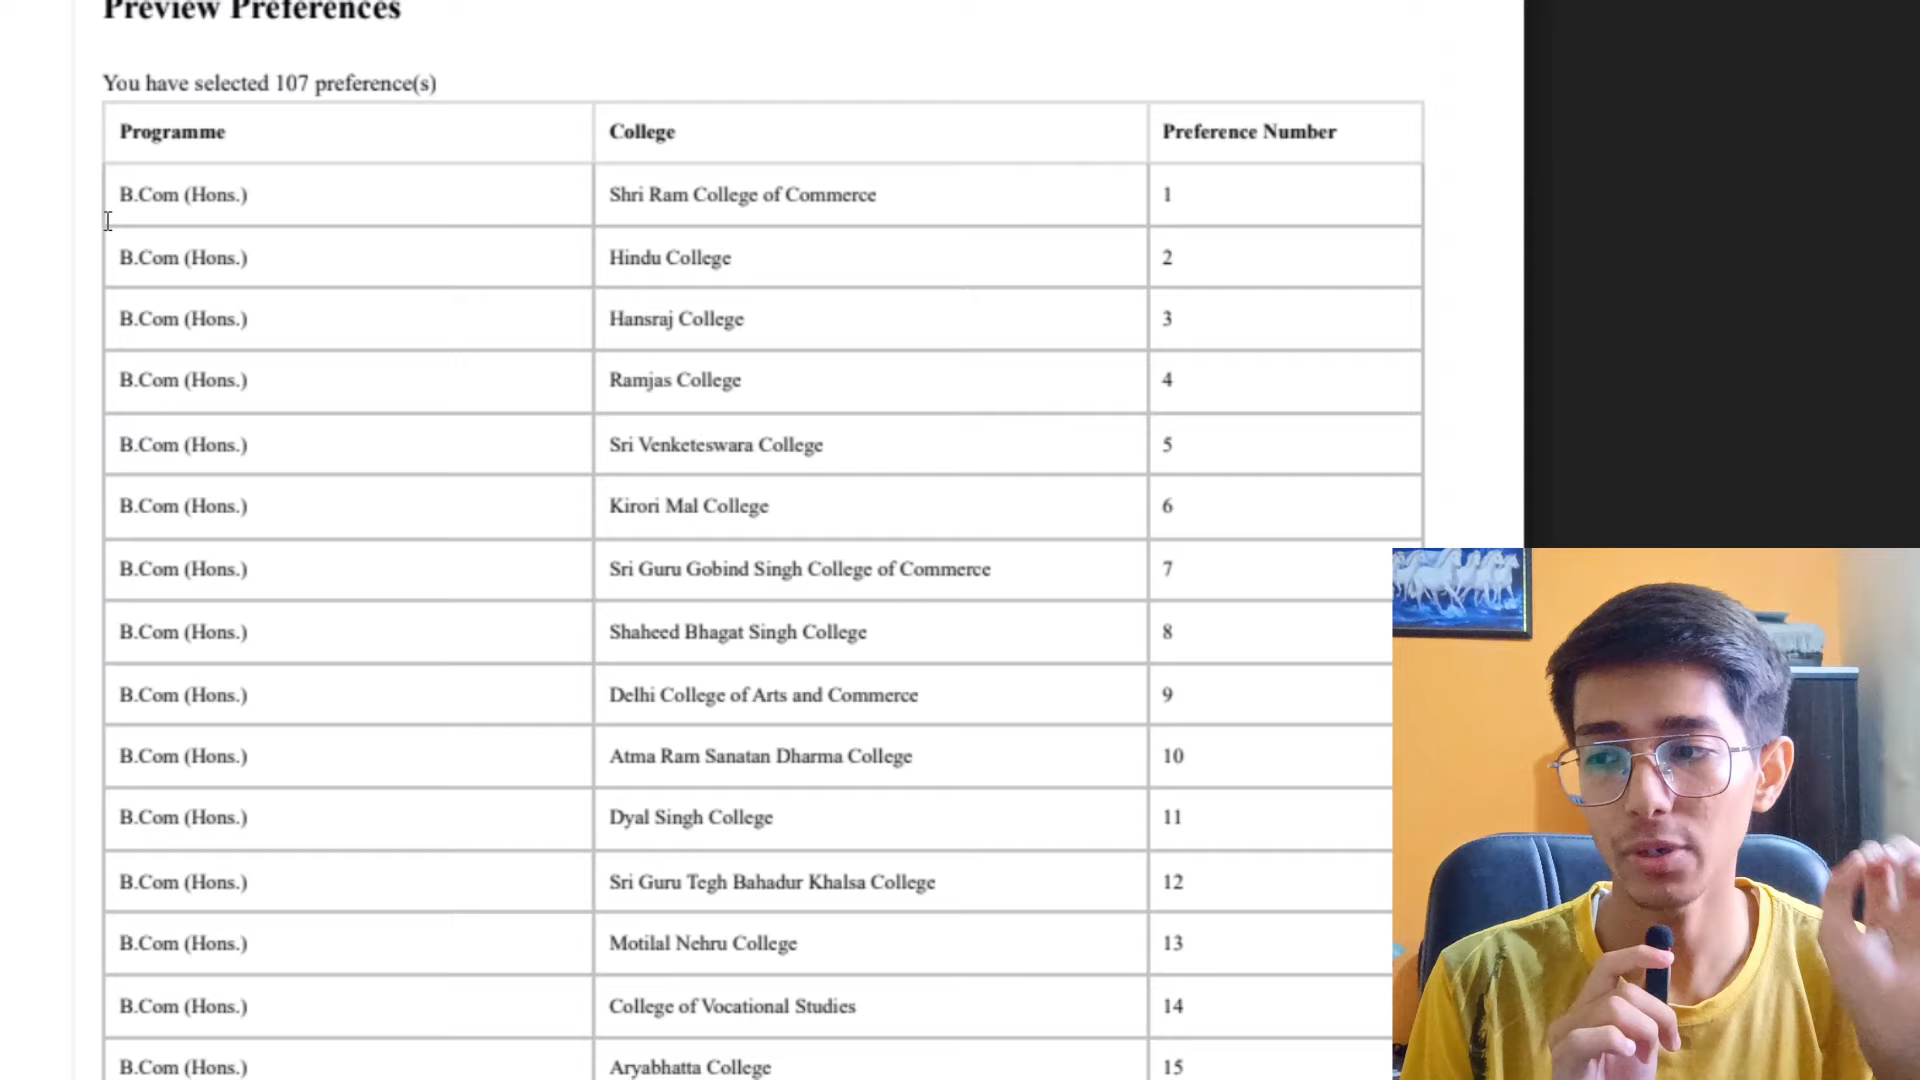 Preview Preferences
You have selected 107 preference(s)
Programme College Preference Number
B.Com (Hons.) Shri Ram College of Commerce 1
B.Com (Hons.) Hindu College 2
B.Com (Hons.) Hansraj College 3
B.Com (Hons.) Ramjas College 4
B.Com (Hons.) Sri Venketeswara College 5
B.Com (Hons.) Kirori Mal College 6
B.Com (Hons.) Sri Guru Gobind Singh College of Commerce 7
B.Com (Hons.) Shaheed Bhagat Singh College 8
B.Com (Hons.) Delhi College of Arts and Commerce 9
B.Com (Hons.) Atma Ram Sanatan Dharma College 10
B.Com (Hons.) Dyal Singh College 11
B.Com (Hons.) Sri Guru Tegh Bahadur Khalsa College 12
B.Com (Hons.) Motilal Nehru College 13
B.Com (Hons.) College of Vocational Studies 14
B.Com (Hons.) Aryabhatta College 15